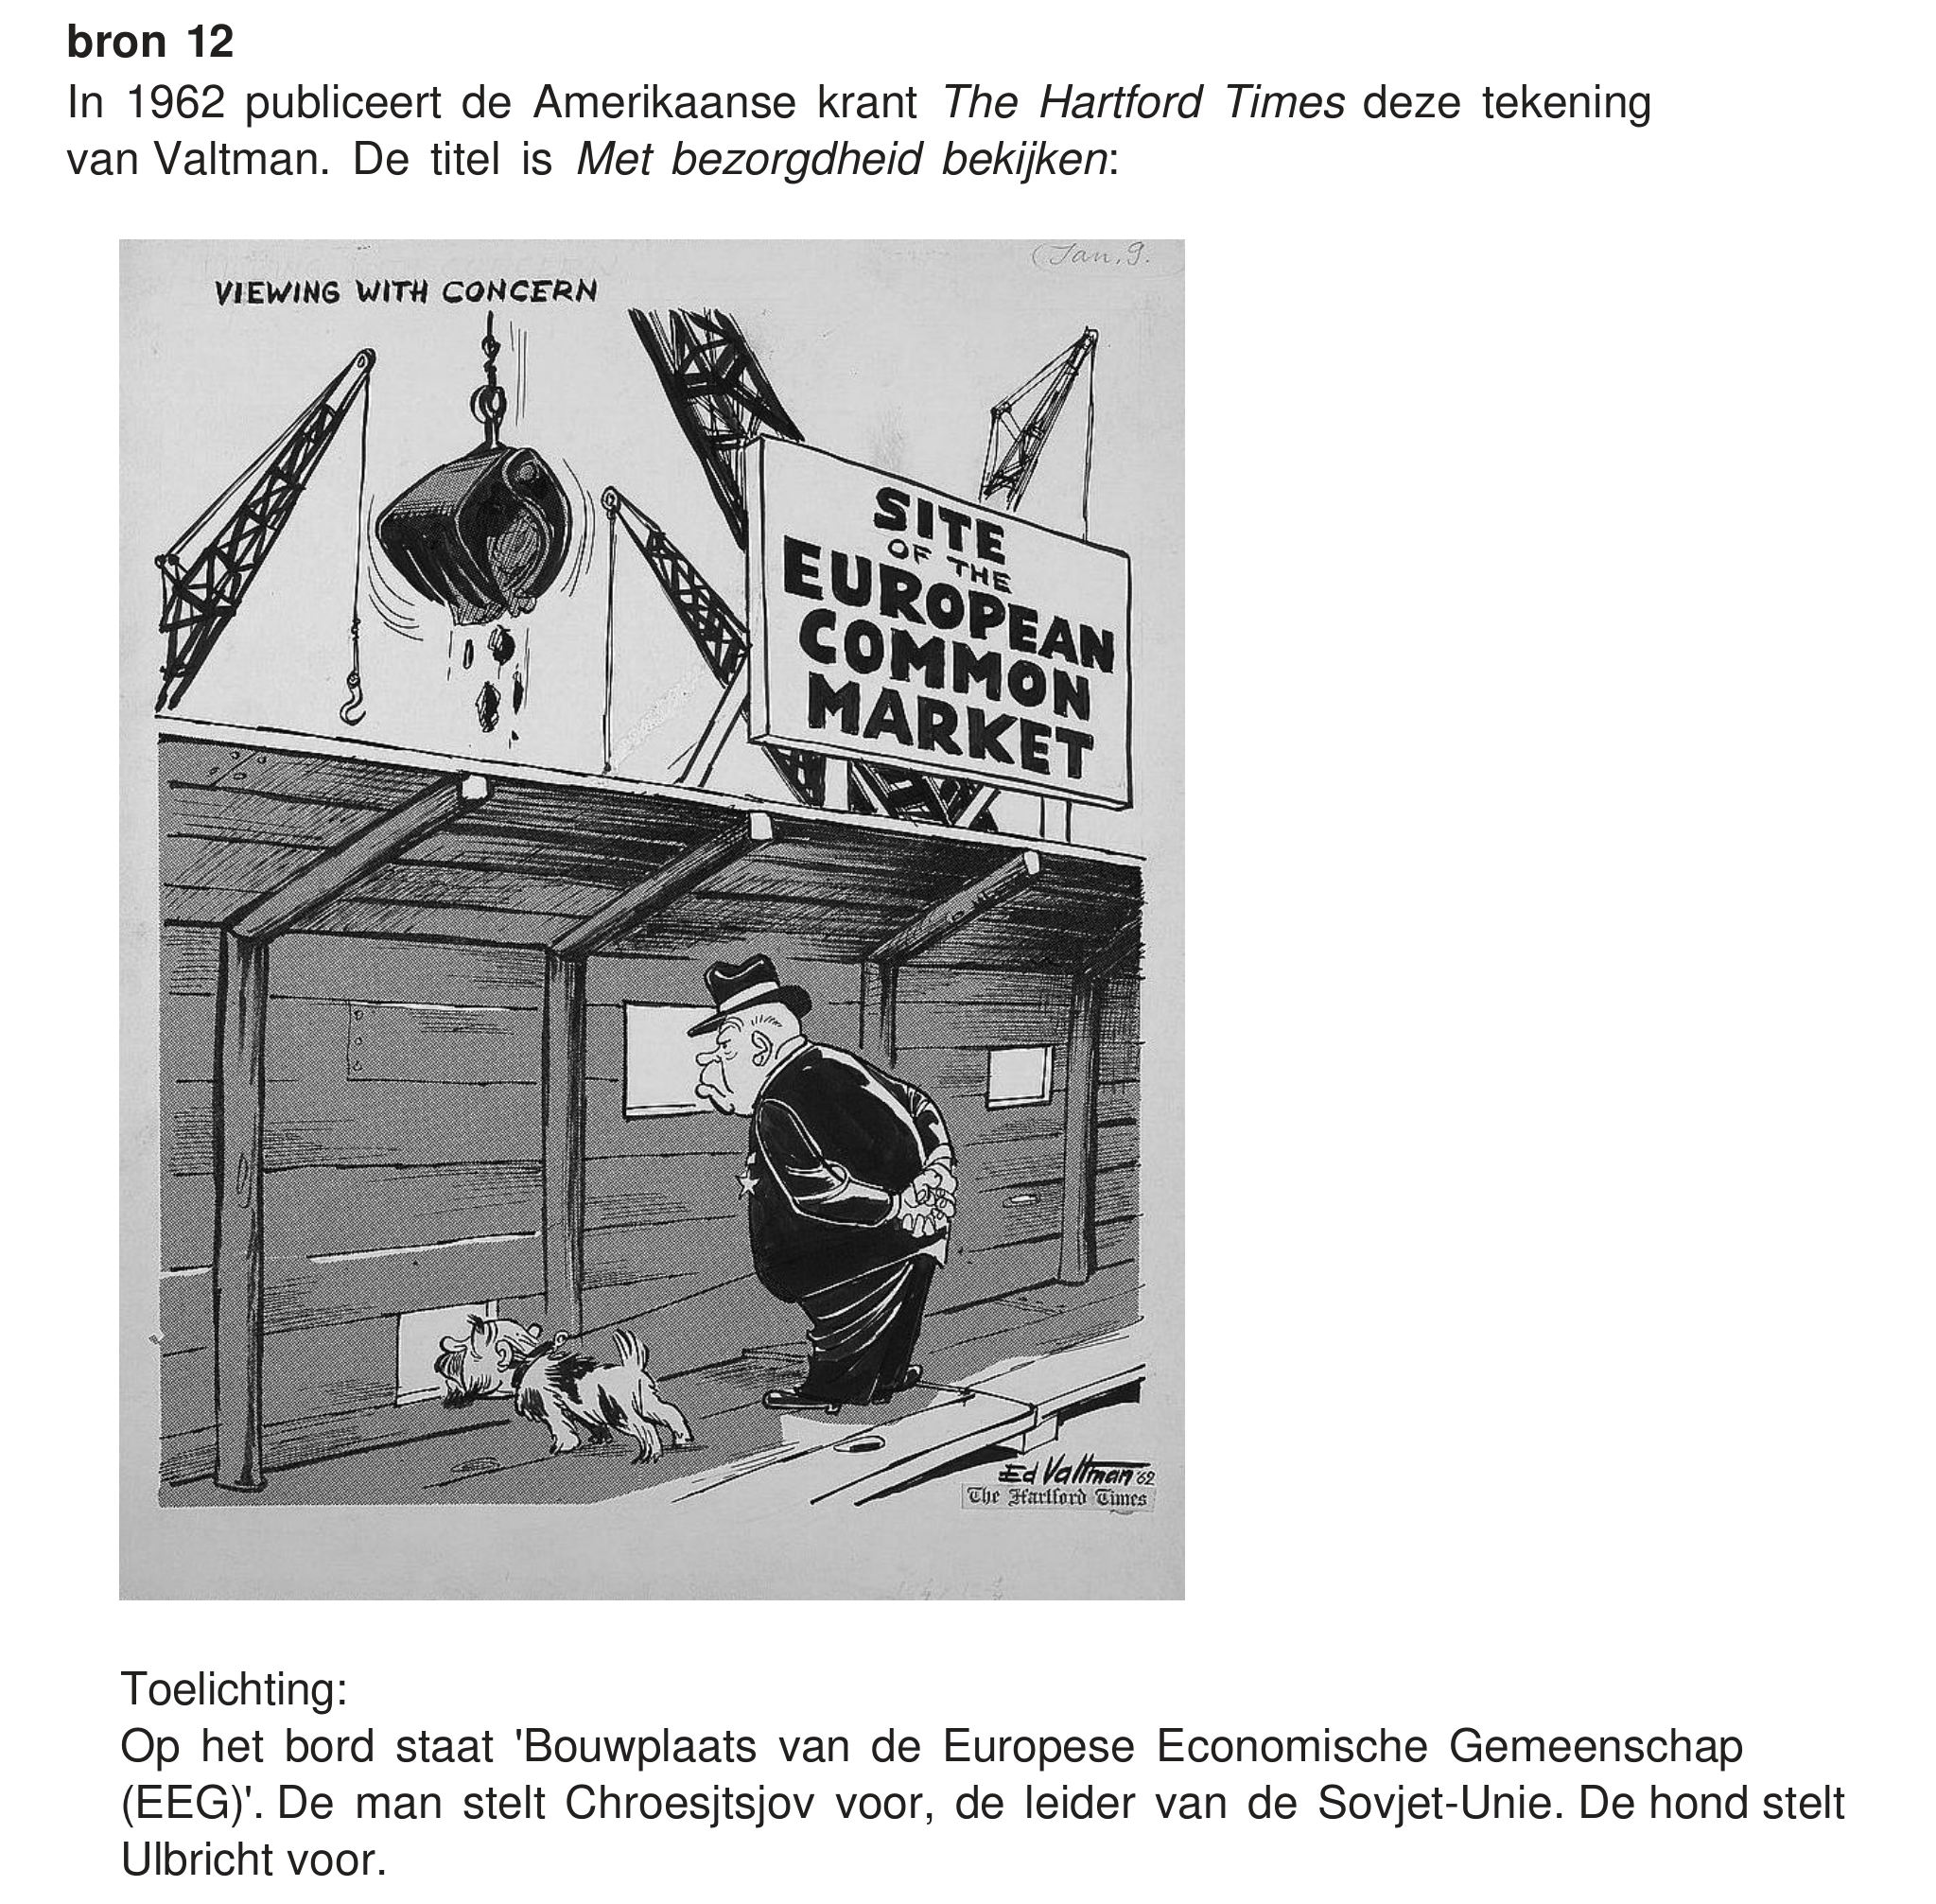 bron 12
In 1962 publiceert de Amerikaanse krant The Hartford Times deze tekening
van Valtman. De titel is Met bezorgdheid bekijken:
(Jan. 9.
VIEWING WITH CONCERN
SITE
OF THE
EUROPEAN
COMMON
MARKET
Ed Valtman '62
The Hartford Times
Toelichting:
Op het bord staat 'Bouwplaats van de Europese Economische Gemeenschap
(EEG)'. De man stelt Chroesjtsjov voor, de leider van de Sovjet-Unie. De hond stelt
Ulbricht voor.